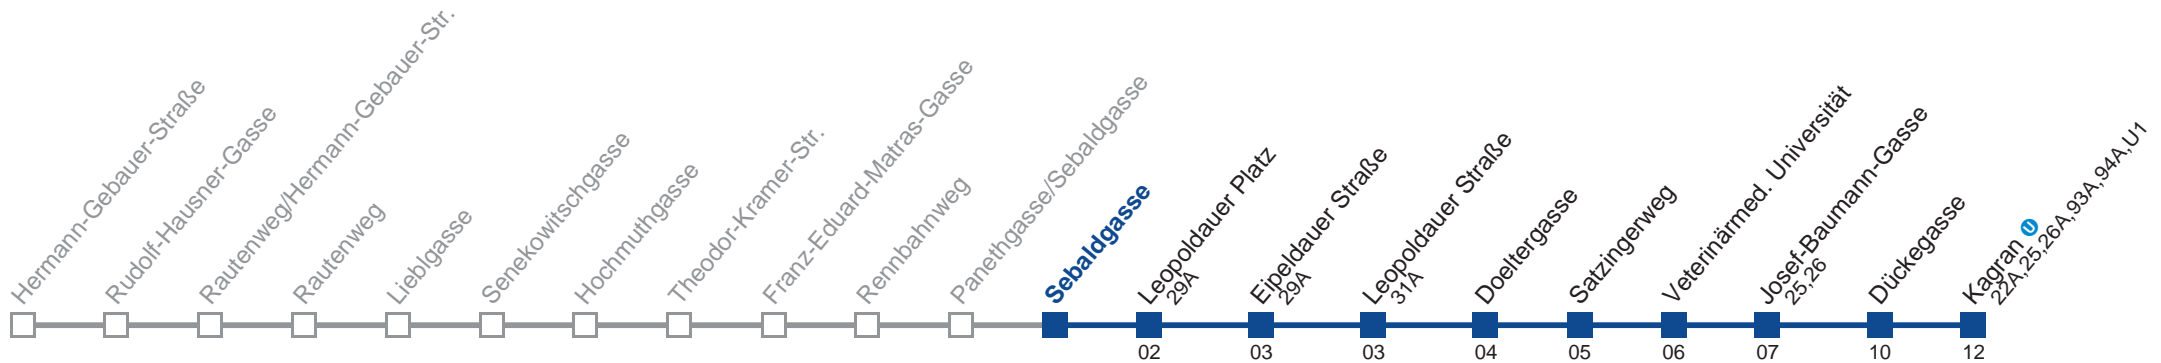 Hermann-Gebauer-Straße
Rudolf-Hausner-Gasse
Rautenweg/Hermann-Gebauer-Str.
Rautenweg
Lieblgasse
Senekowitschgasse
Hochmuthgasse
Theodor-Kramer-Str.
Franz-Eduard-Matras-Gasse
Rennbahnweg
Panethgasse/Sebaldgasse
Sebaldgasse
Leopoldauer Platz
29A
02
Eipeldauer Straße
29A
03
Leopoldauer Straße
31A
03
Doeltergasse
04
Satzingerweg
05
Veterinärmed. Universität
06
Josef-Baumann-Gasse
25,26
07
Dückegasse
10
Kagran U
22A,25,26A,93A,94A,U1
12